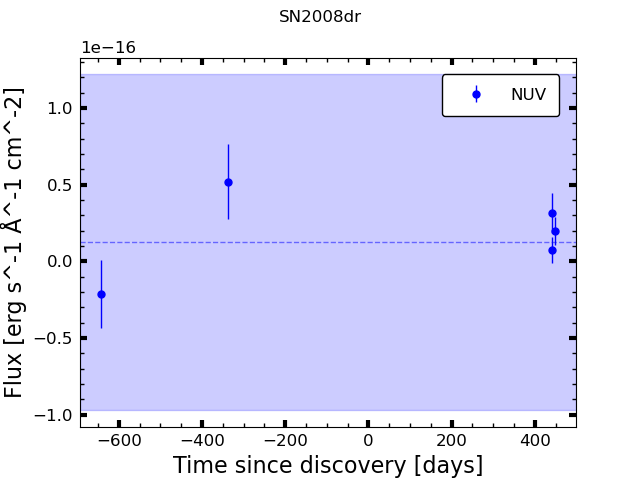 SN2008dr
1e−16
NUV
1.0
0.5
0.0
−0.5
−1.0
Flux [erg s^-1 Å^-1 cm^-2]
−600 −400 −200 0 200 400
Time since discovery [days]